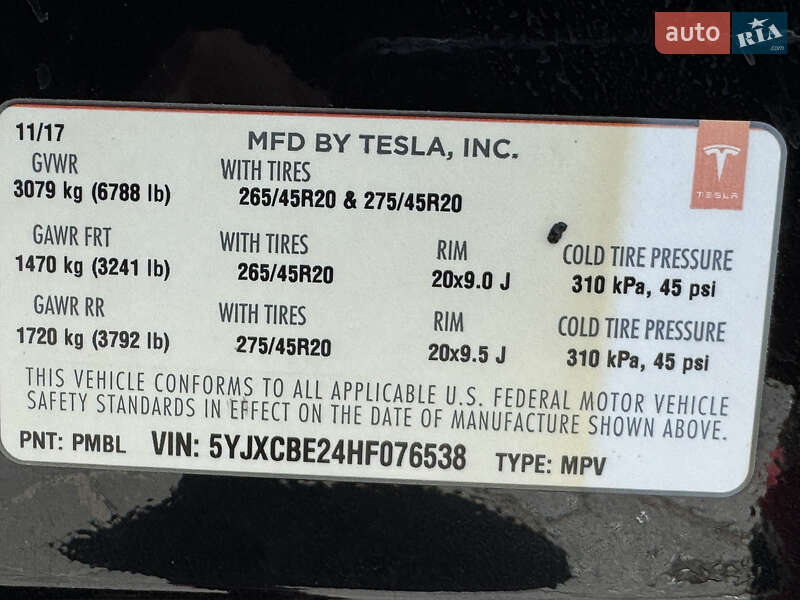 auto RIA .com
11/17
MFD BY TESLA, INC.
TESLA
GVWR WITH TIRES
3079 kg (6788 lb) 265/45R20 & 275/45R20
GAWR FRT WITH TIRES RIM COLD TIRE PRESSURE
1470 kg (3241 lb) 265/45R20 20x9.0 J 310 kPa, 45 psi
GAWR RR WITH TIRES RIM COLD TIRE PRESSURE
1720 kg (3792 lb) 275/45R20 20x9.5 J 310 kPa, 45 psi
THIS VEHICLE CONFORMS TO ALL APPLICABLE U.S. FEDERAL MOTOR VEHICLE
SAFETY STANDARDS IN EFFECT ON THE DATE OF MANUFACTURE SHOWN ABOVE.
PNT: PMBL VIN: 5YJXCBE24HF076538 TYPE: MPV